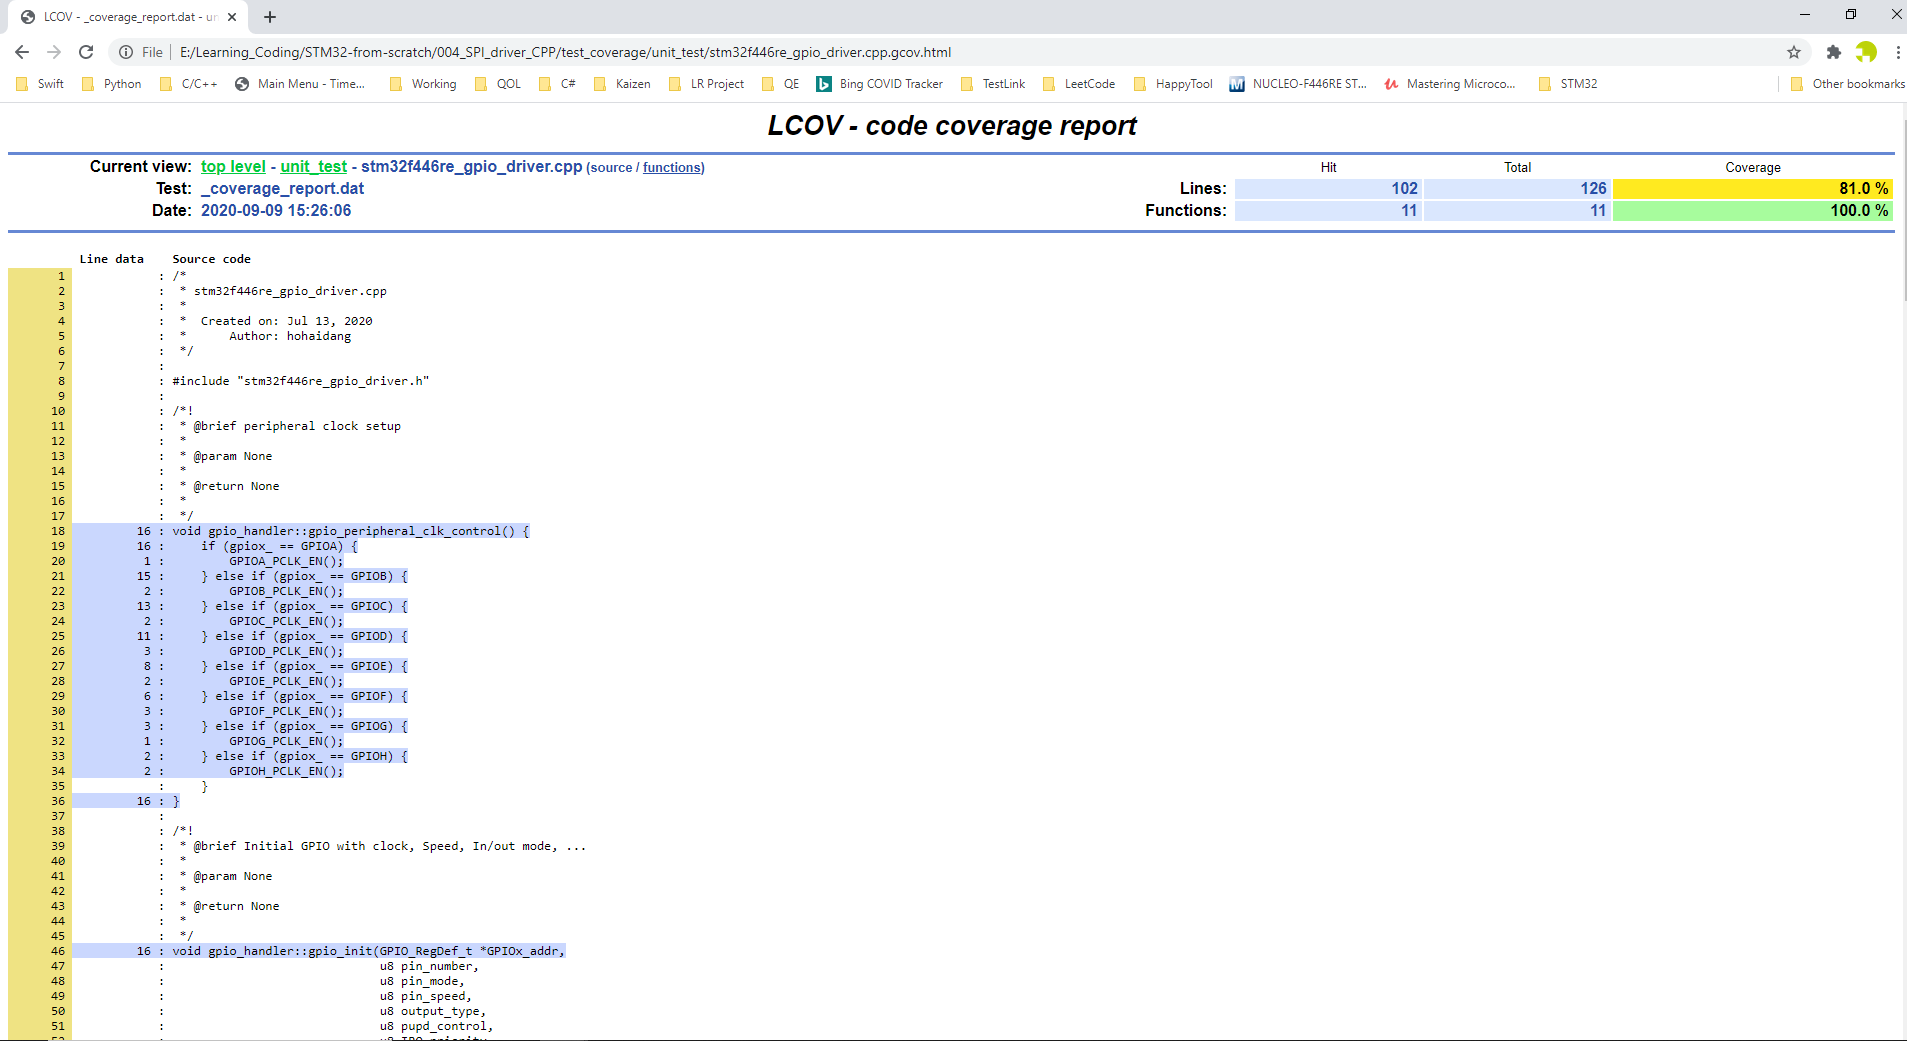 LCOV - _coverage_report.dat - un
File
E:/Learning_Coding/STM32-from-scratch/004_SPI_driver_CPP/test_coverage/unit_test/stm32f446re_gpio_driver.cpp.gcov.html
Swift Python C/C++ Main Menu - Time... Working QOL C# Kaizen LR Project QE Bing COVID Tracker TestLink LeetCode HappyTool NUCLEO-F446RE ST... Mastering Microco... STM32 Other bookmarks
LCOV - code coverage report
Current view: top level - unit_test - stm32f446re_gpio_driver.cpp (source / functions) Hit Total Coverage
Test: _coverage_report.dat Lines: 102 126 81.0 %
Date: 2020-09-09 15:26:06 Functions: 11 11 100.0 %
Line data Source code
1 : /*
2 : * stm32f446re_gpio_driver.cpp
3 : *
4 : * Created on: Jul 13, 2020
5 : * Author: hohaidang
6 : */
7 :
8 : #include "stm32f446re_gpio_driver.h"
9 :
10 : /*!
11 : * @brief peripheral clock setup
12 : *
13 : * @param None
14 : *
15 : * @return None
16 : *
17 : */
18 16 : void gpio_handler::gpio_peripheral_clk_control() {
19 16 : if (gpiox_ == GPIOA) {
20 1 : GPIOA_PCLK_EN();
21 15 : } else if (gpiox_ == GPIOB) {
22 2 : GPIOB_PCLK_EN();
23 13 : } else if (gpiox_ == GPIOC) {
24 2 : GPIOC_PCLK_EN();
25 11 : } else if (gpiox_ == GPIOD) {
26 3 : GPIOD_PCLK_EN();
27 8 : } else if (gpiox_ == GPIOE) {
28 2 : GPIOE_PCLK_EN();
29 6 : } else if (gpiox_ == GPIOF) {
30 3 : GPIOF_PCLK_EN();
31 3 : } else if (gpiox_ == GPIOG) {
32 1 : GPIOG_PCLK_EN();
33 2 : } else if (gpiox_ == GPIOH) {
34 2 : GPIOH_PCLK_EN();
35 : }
36 16 : }
37 :
38 : /*!
39 : * @brief Initial GPIO with clock, Speed, In/out mode, ...
40 : *
41 : * @param None
42 : *
43 : * @return None
44 : *
45 : */
46 16 : void gpio_handler::gpio_init(GPIO_RegDef_t *GPIOx_addr,
47 : u8 pin_number,
48 : u8 pin_mode,
49 : u8 pin_speed,
50 : u8 output_type,
51 : u8 pupd_control,